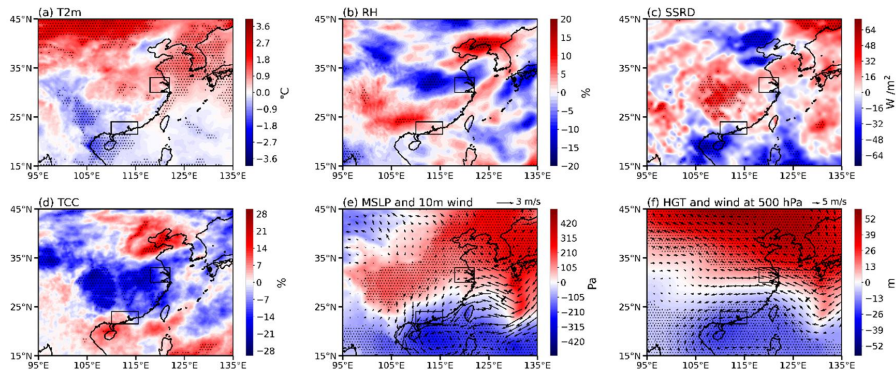 (a) T2m
(b) RH
(c) SSRD
45°N
35°N
25°N
15°N
95°E
105°E
115°E
125°E
135°E
3.6
2.7
1.8
0.9
0.0
−0.9
−1.8
−2.7
−3.6
°C
45°N
35°N
25°N
15°N
95°E
105°E
115°E
125°E
135°E
20
15
10
5
0
−5
−10
−15
−20
%
45°N
35°N
25°N
15°N
95°E
105°E
115°E
125°E
135°E
64
48
32
16
0
−16
−32
−48
−64
W /m²
(d) TCC
(e) MSLP and 10m wind
3 m/s
(f) HGT and wind at 500 hPa
5 m/s
45°N
35°N
25°N
15°N
95°E
105°E
115°E
125°E
135°E
28
21
14
7
0
−7
−14
−21
−28
%
45°N
35°N
25°N
15°N
95°E
105°E
115°E
125°E
135°E
420
315
210
105
0
−105
−210
−315
−420
Pa
45°N
35°N
25°N
15°N
95°E
105°E
115°E
125°E
135°E
52
39
26
13
0
−13
−26
−39
−52
m